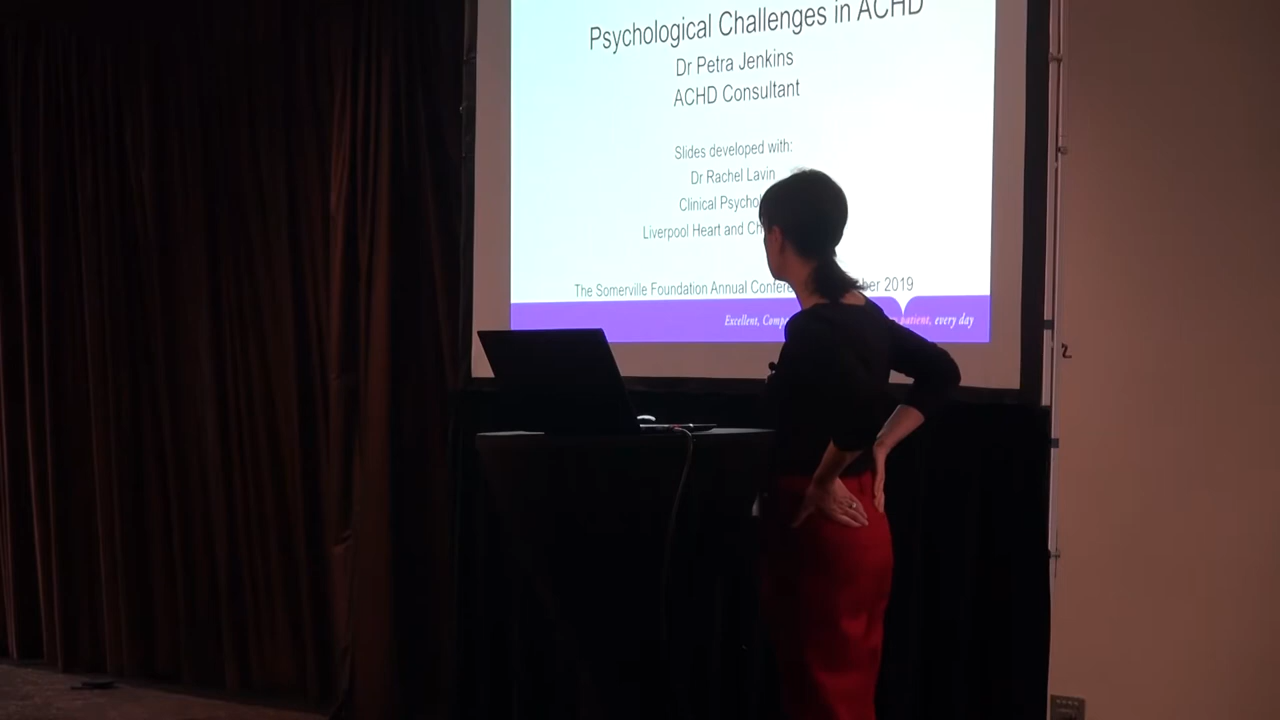 Psychological Challenges in ACHD
Dr Petra Jenkins
ACHD Consultant
Slides developed with:
Dr Rachel Lavin
Clinical Psychol
Liverpool Heart and Ch
The Somerville Foundation Annual Confer ber 2019
Excellent, Comp patient, every day